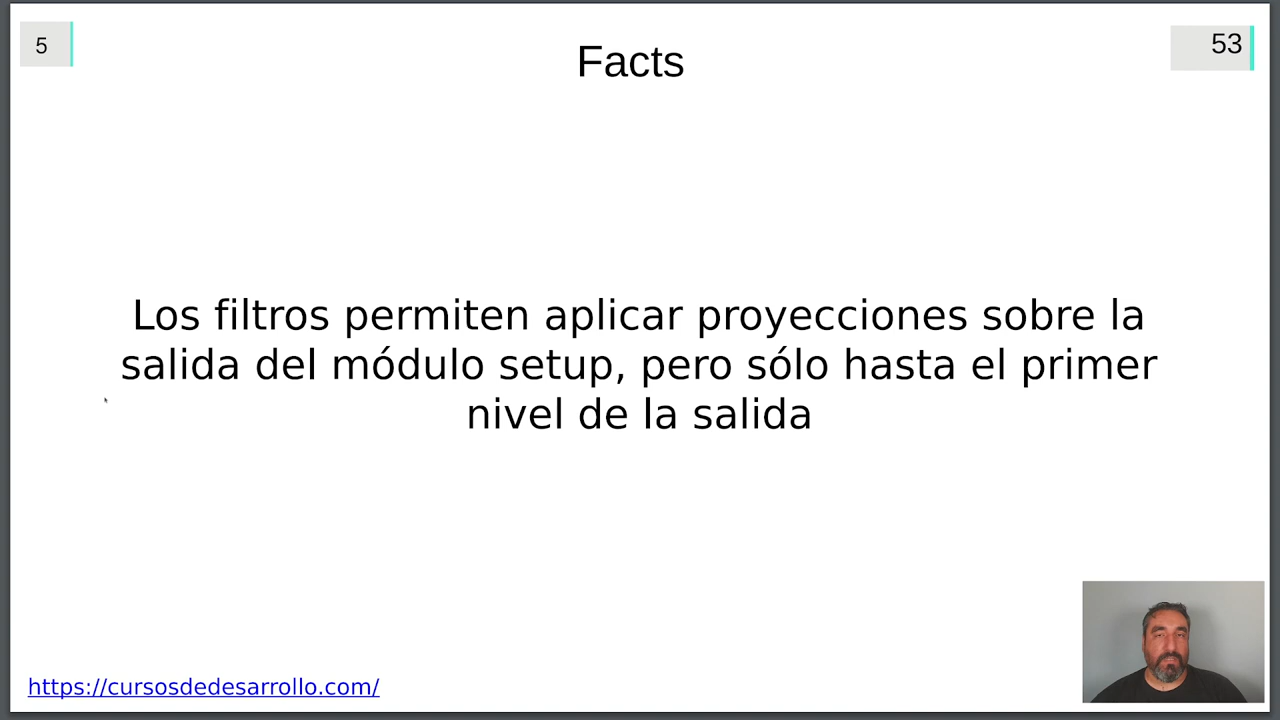 5
Facts
53
Los filtros permiten aplicar proyecciones sobre la
salida del módulo setup, pero sólo hasta el primer
nivel de la salida
https://cursosdedesarrollo.com/